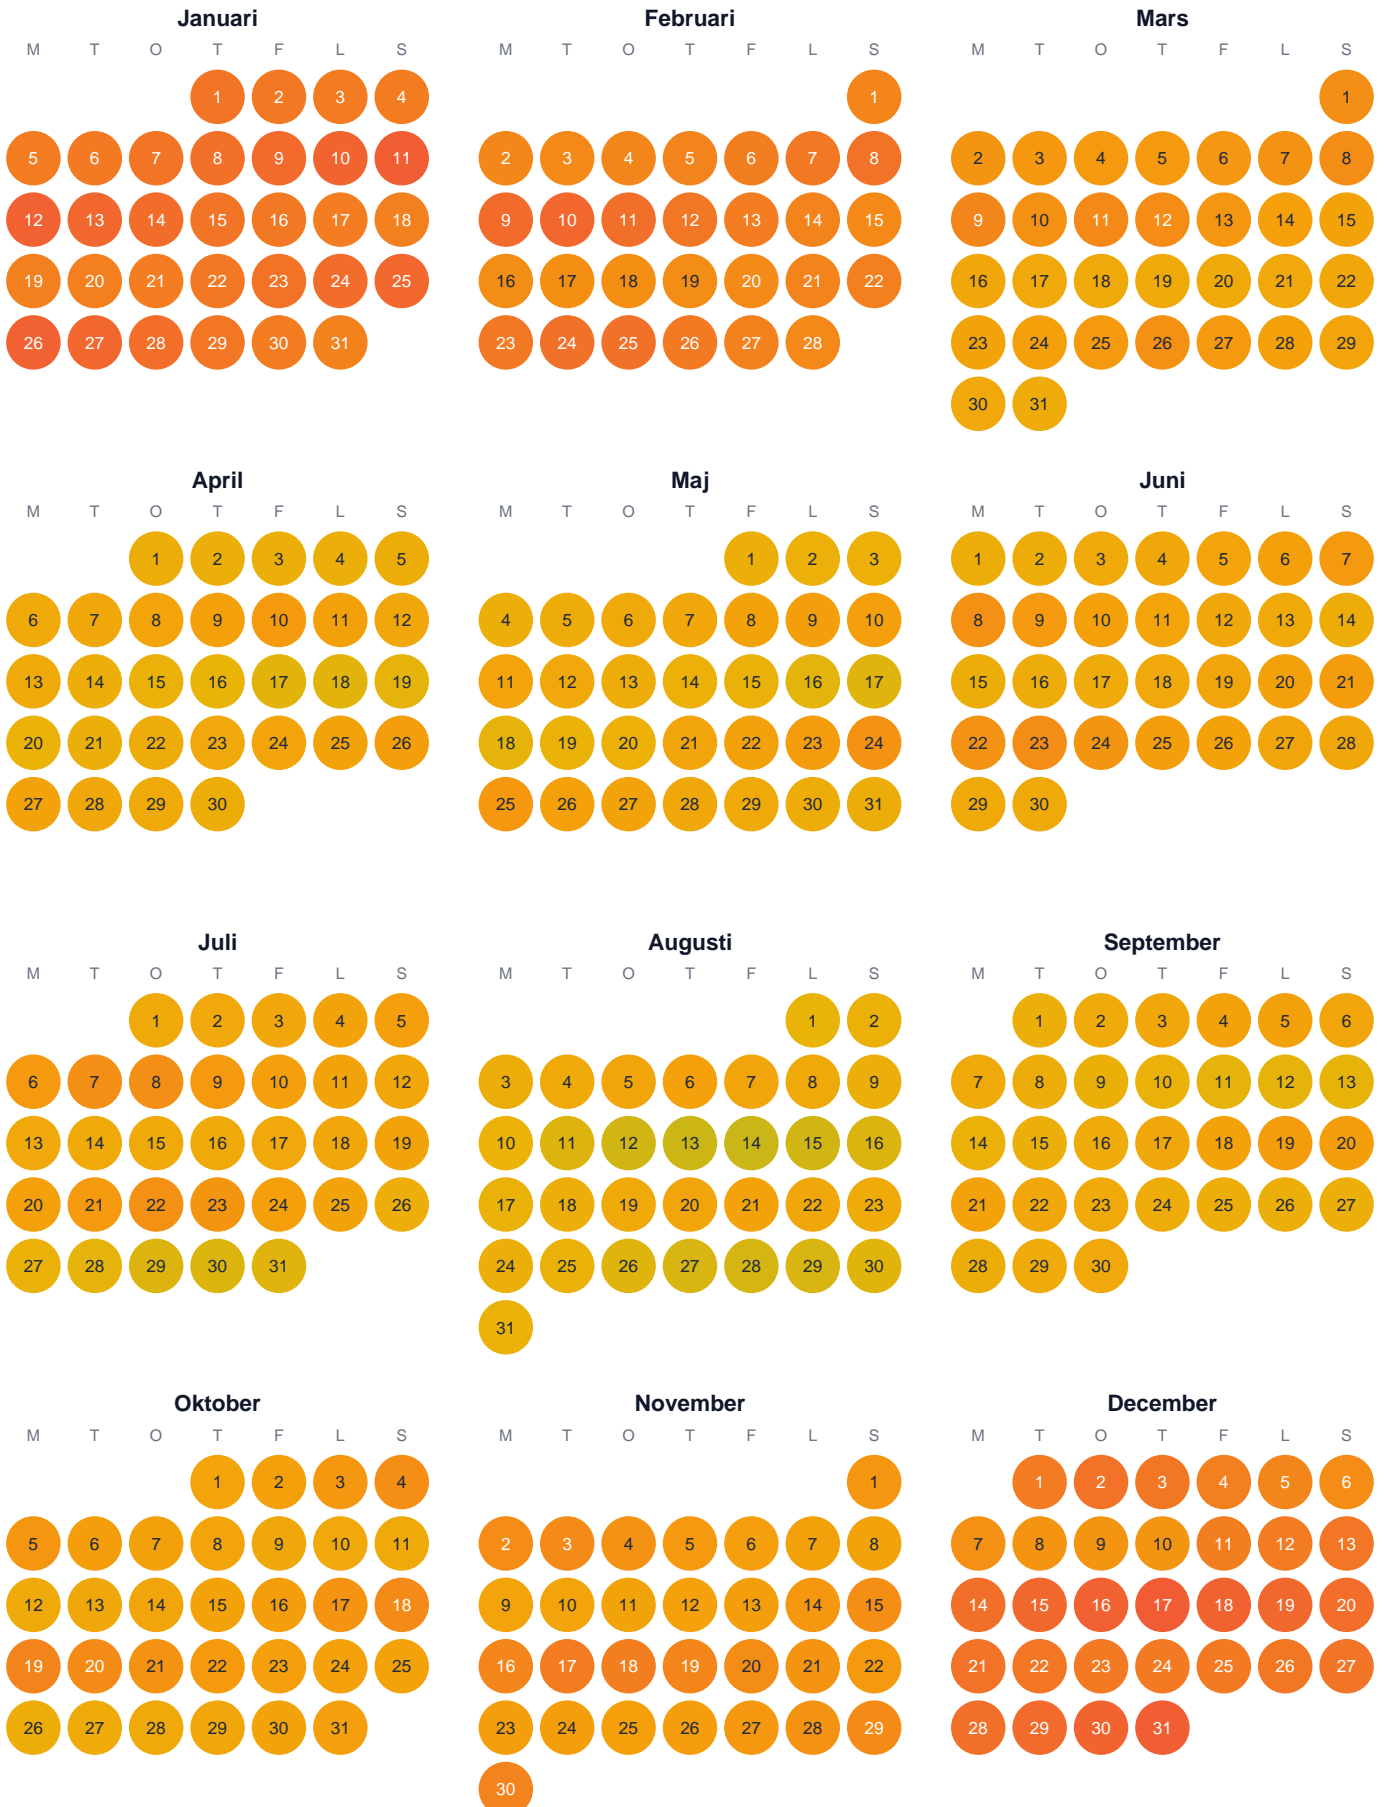 Januari Februari Mars
M T O T F L S M T O T F L S M T O T F L S
1 2 3 4 1 1
5 6 7 8 9 10 11 2 3 4 5 6 7 8 2 3 4 5 6 7 8
12 13 14 15 16 17 18 9 10 11 12 13 14 15 9 10 11 12 13 14 15
19 20 21 22 23 24 25 16 17 18 19 20 21 22 16 17 18 19 20 21 22
26 27 28 29 30 31 23 24 25 26 27 28 23 24 25 26 27 28 29
30 31
April Maj Juni
M T O T F L S M T O T F L S M T O T F L S
1 2 3 4 5 1 2 3 1 2 3 4 5 6 7
6 7 8 9 10 11 12 4 5 6 7 8 9 10 8 9 10 11 12 13 14
13 14 15 16 17 18 19 11 12 13 14 15 16 17 15 16 17 18 19 20 21
20 21 22 23 24 25 26 18 19 20 21 22 23 24 22 23 24 25 26 27 28
27 28 29 30 25 26 27 28 29 30 31 29 30
Juli Augusti September
M T O T F L S M T O T F L S M T O T F L S
1 2 3 4 5 1 2 1 2 3 4 5 6
6 7 8 9 10 11 12 3 4 5 6 7 8 9 7 8 9 10 11 12 13
13 14 15 16 17 18 19 10 11 12 13 14 15 16 14 15 16 17 18 19 20
20 21 22 23 24 25 26 17 18 19 20 21 22 23 21 22 23 24 25 26 27
27 28 29 30 31 24 25 26 27 28 29 30 28 29 30
31
Oktober November December
M T O T F L S M T O T F L S M T O T F L S
1 2 3 4 1 1 2 3 4 5 6
5 6 7 8 9 10 11 2 3 4 5 6 7 8 7 8 9 10 11 12 13
12 13 14 15 16 17 18 9 10 11 12 13 14 15 14 15 16 17 18 19 20
19 20 21 22 23 24 25 16 17 18 19 20 21 22 21 22 23 24 25 26 27
26 27 28 29 30 31 23 24 25 26 27 28 29 28 29 30 31
30